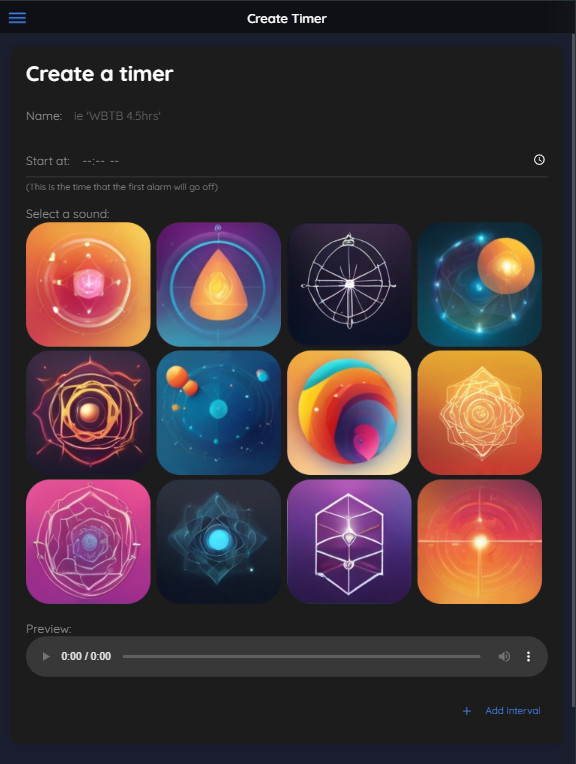 Create Timer
Create a timer
Name: ie 'WBTB 4.5hrs'
Start at: --:-- --
(This is the time that the first alarm will go off)
Select a sound:
Preview:
0:00 / 0:00
+ Add Interval